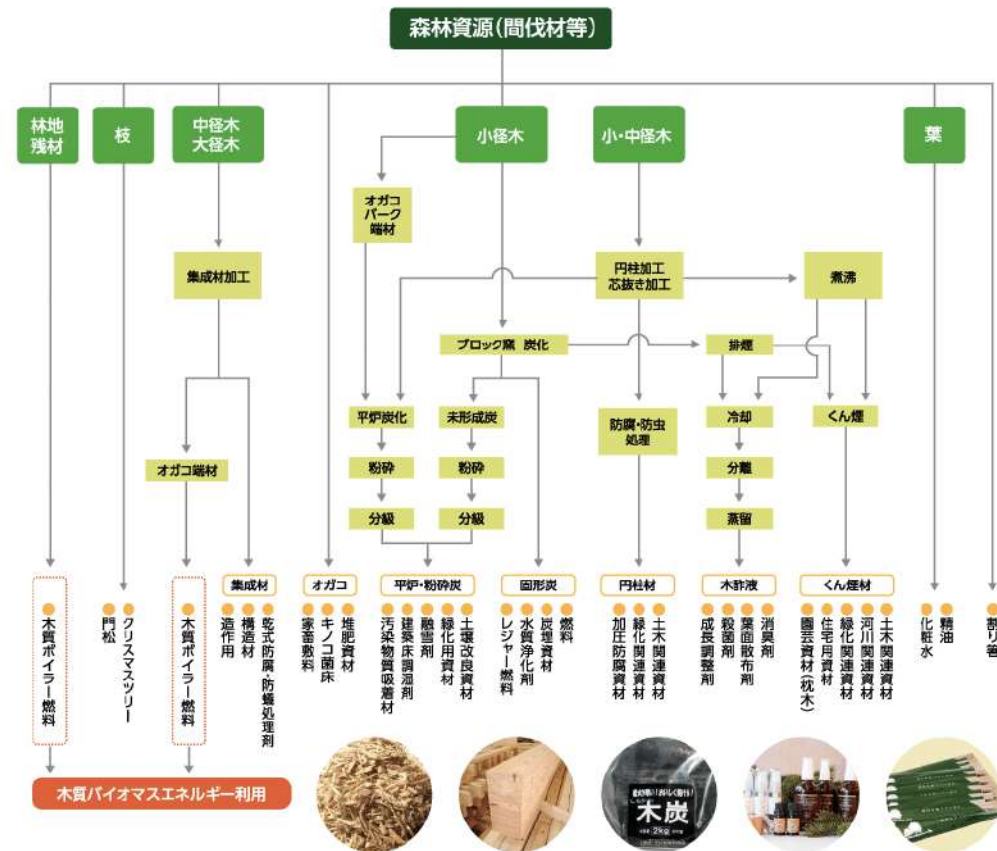 森林資源(間伐材等)
林地
残材
枝
中径木
大径木
小径木
小・中径木
葉
オガコ
バーク
端材
集成材加工
円柱加工
芯抜き加工
煮沸
ブロック窯 炭化
排煙
平炉炭化
未形成炭
防腐・防虫
処理
冷却
くん煙
オガコ端材
粉砕
粉砕
分離
分級
分級
蒸留
集成材
オガコ
平炉・粉砕炭
固形炭
円柱材
木酢液
くん煙材
木質ボイラー燃料
門松
クリスマスツリー
木質ボイラー燃料
造作用
構造材
乾式防腐・防蟻処理剤
家畜敷料
キノコ菌床
堆肥資材
汚染物質吸着材
建築床調湿剤
融雪剤
緑化用資材
土壌改良資材
レジャー燃料
水質浄化剤
炭埋資材
燃料
加圧防腐資材
緑化関連資材
土木関連資材
成長調整剤
殺菌剤
葉面散布剤
消臭剤
園芸資材(枕木)
住宅用資材
緑化関連資材
河川関連資材
土木関連資材
化粧水
精油
割り箸
木質バイオマスエネルギー利用
木炭
2kg